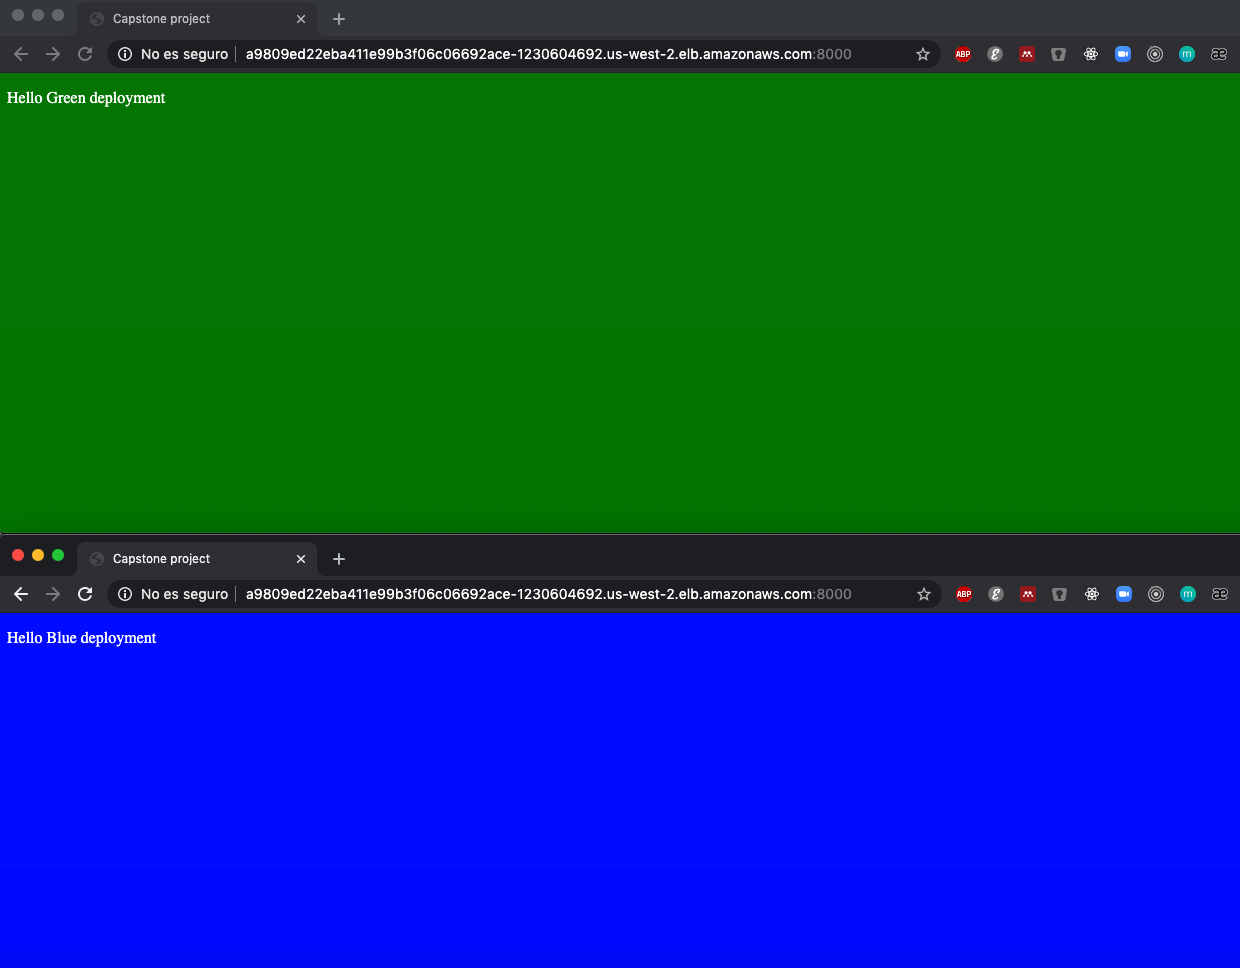 Capstone project
No es seguro a9809ed22eba411e99b3f06c06692ace-1230604692.us-west-2.elb.amazonaws.com:8000 ABP m æ
Hello Green deployment
Capstone project
No es seguro a9809ed22eba411e99b3f06c06692ace-1230604692.us-west-2.elb.amazonaws.com:8000 ABP m æ
Hello Blue deployment